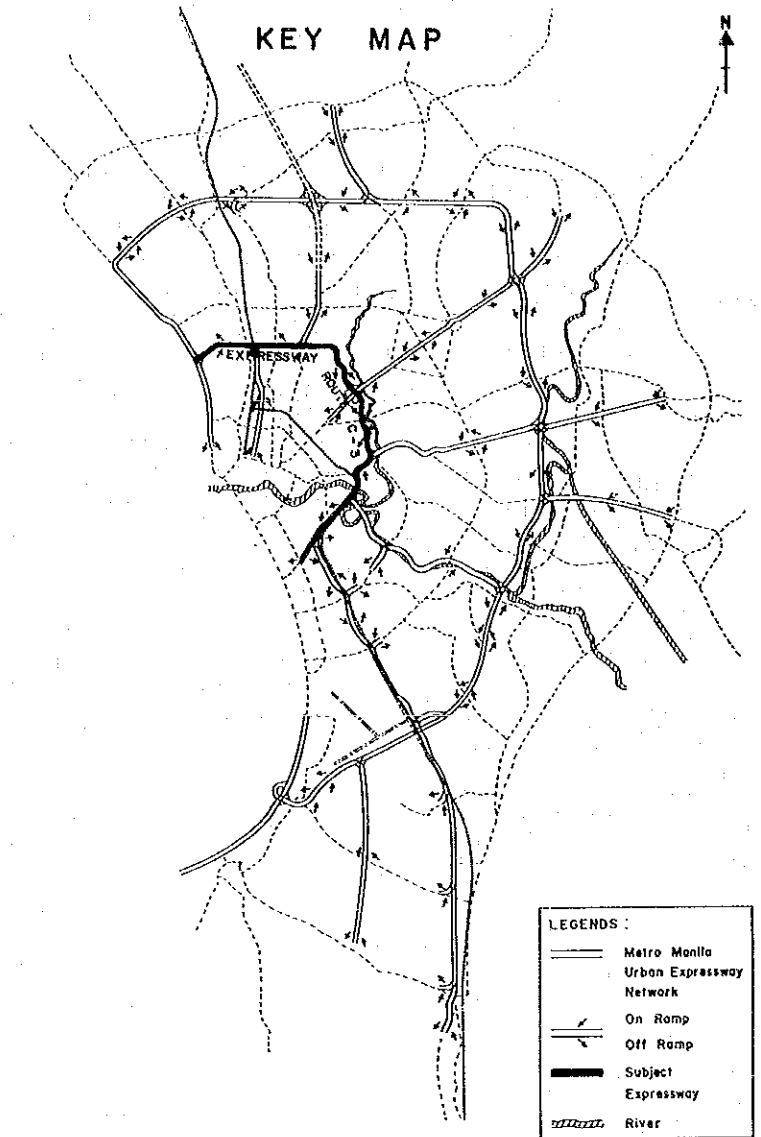 KEY MAP
N
EXPRESSWAY
ROUTE
C-3
LEGENDS :
Metro Manila
Urban Expressway
Network
On Ramp
Off Ramp
Subject
Expressway
River